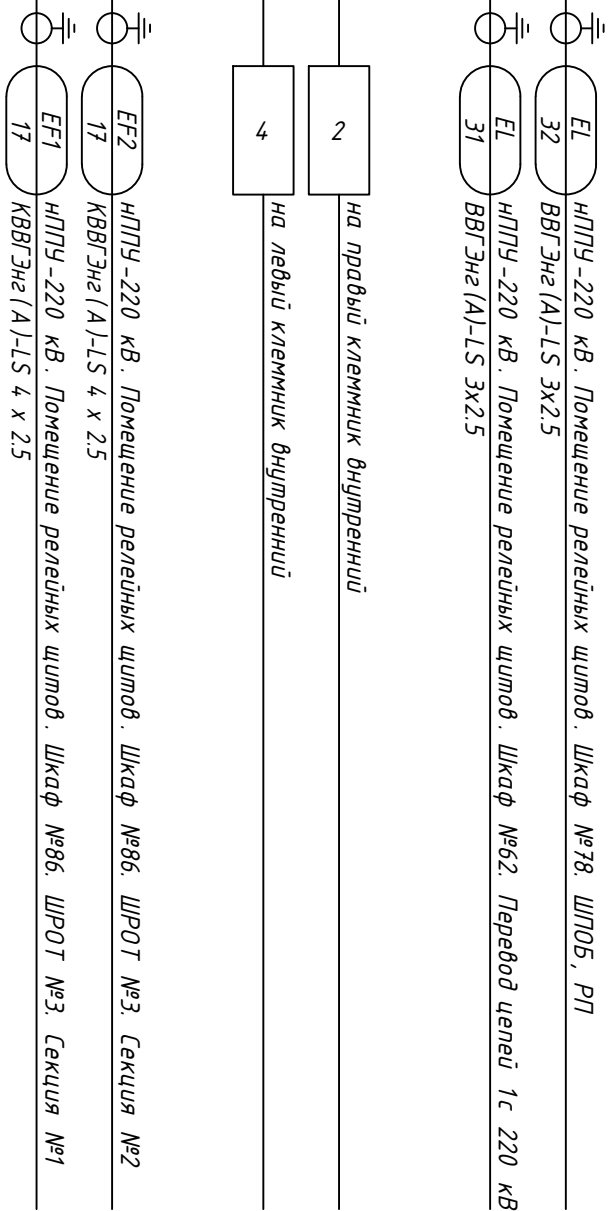 EL
32
нППУ-220 кВ. Помещение релейных щитов. Шкаф №78. ШПОВ, РП
ВВГЭнг(А)-LS 3x2.5
EL
31
нППУ-220 кВ. Помещение релейных щитов. Шкаф №62. Перевод цепей 1с 220 кВ
ВВГЭнг(А)-LS 3x2.5
2
на правый клеммник внутренний
4
на левый клеммник внутренний
EF2
17
нППУ-220 кВ. Помещение релейных щитов. Шкаф №86. ШРОТ №3. Секция №2
КВВГЭнг(А)-LS 4 x 2.5
EF1
17
нППУ-220 кВ. Помещение релейных щитов. Шкаф №86. ШРОТ №3. Секция №1
КВВГЭнг(А)-LS 4 x 2.5